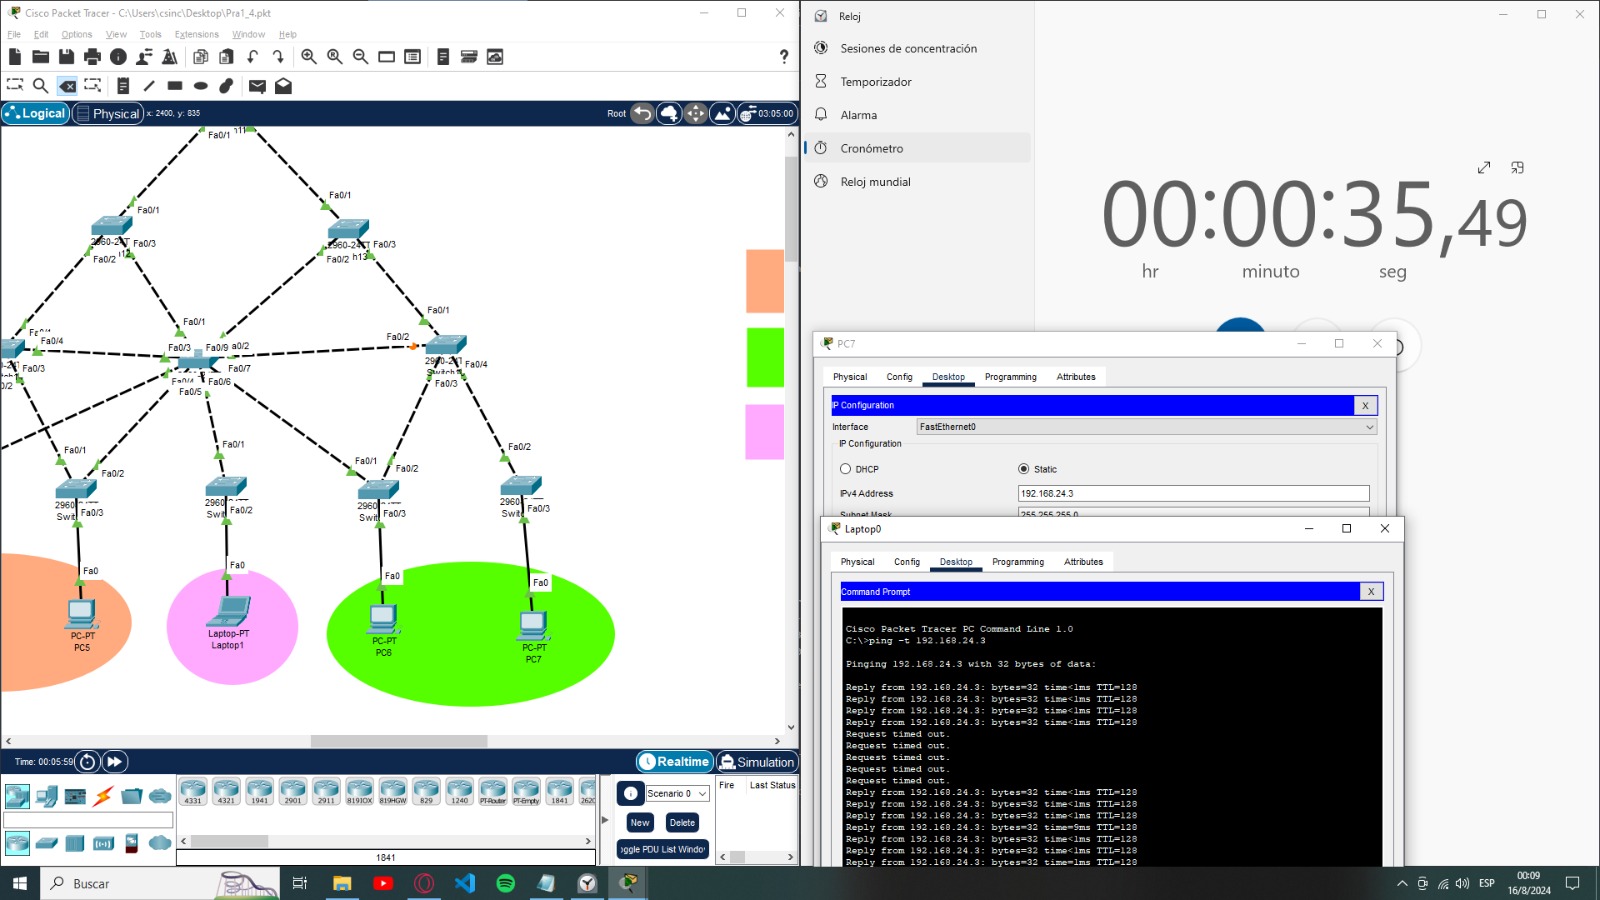 Cisco Packet Tracer - C:\Users\csinc\Desktop\Pra1_4.pkt
File Edit Options View Tools Extensions Window Help
Logical Physical x: 2400, y: 835 Root 03:05:00
Fa0/1
Fa0/1
Fa0/1
2960-24TT
Fa0/3
Fa0/2
2960-24TT
Fa0/3
Fa0/2
Fa0/1
Fa0/1
Fa0/4
Fa0/3
Fa0/3
Fa0/9
Fa0/7
Fa0/6
Fa0/5
Fa0/2
Fa0/4
Fa0/3
Fa0/1
Fa0/2
2960
Fa0/3
Fa0/1
2960
Fa0/2
Fa0/1
Fa0/2
2960
Fa0/3
Fa0/2
2960
Fa0/3
Fa0
PC-PT
PC5
Fa0
Laptop-PT
Laptop1
Fa0
PC-PT
PC6
Fa0
PC-PT
PC7
Time: 00:05:59
Realtime Simulation
4331 4321 1941 2901 2911 819IOX 819HGW 829 1240 PT-Router PT-Empty 1841
1841
Scenario 0
New Delete
Fire Last Status
Reloj
Sesiones de concentración
Temporizador
Alarma
Cronómetro
Reloj mundial
00:00:35,49
hr minuto seg
PC7
Physical Config Desktop Programming Attributes
IP Configuration X
Interface FastEthernet0
IP Configuration
DHCP Static
IPv4 Address 192.168.24.3
Subnet Mask 255.255.255.0
Laptop0
Physical Config Desktop Programming Attributes
Command Prompt X
Cisco Packet Tracer PC Command Line 1.0
C:\>ping -t 192.168.24.3
Pinging 192.168.24.3 with 32 bytes of data:
Reply from 192.168.24.3: bytes=32 time<1ms TTL=128
Reply from 192.168.24.3: bytes=32 time<1ms TTL=128
Reply from 192.168.24.3: bytes=32 time<1ms TTL=128
Reply from 192.168.24.3: bytes=32 time<1ms TTL=128
Request timed out.
Request timed out.
Request timed out.
Request timed out.
Request timed out.
Reply from 192.168.24.3: bytes=32 time<1ms TTL=128
Reply from 192.168.24.3: bytes=32 time<1ms TTL=128
Reply from 192.168.24.3: bytes=32 time<1ms TTL=128
Reply from 192.168.24.3: bytes=32 time=9ms TTL=128
Reply from 192.168.24.3: bytes=32 time<1ms TTL=128
Reply from 192.168.24.3: bytes=32 time<1ms TTL=128
Reply from 192.168.24.3: bytes=32 time<1ms TTL=128
Buscar
ESP
00:09
16/8/2024